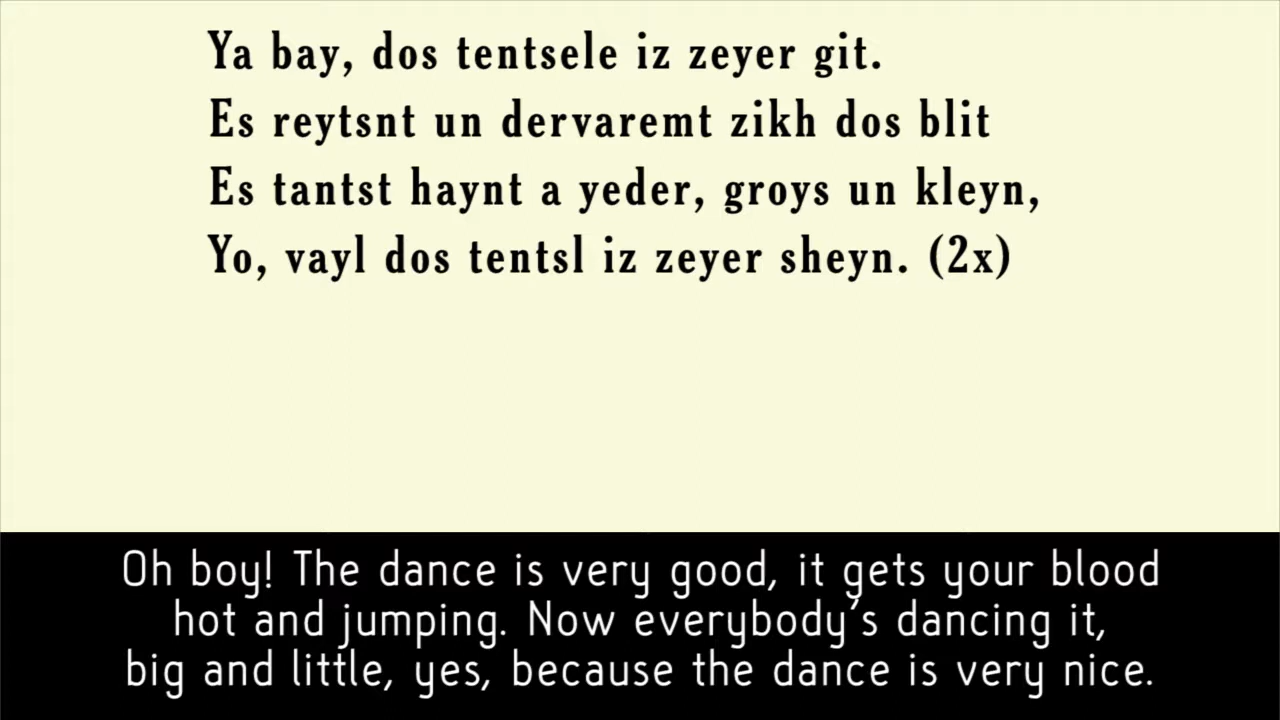 Ya bay, dos tentsele iz zeyer git.
Es reytsnt un dervaremt zikh dos blit
Es tantst haynt a yeder, groys un kleyn,
Yo, vayl dos tentsl iz zeyer sheyn. (2x)
Oh boy! The dance is very good, it gets your blood
hot and jumping. Now everybody's dancing it,
big and little, yes, because the dance is very nice.